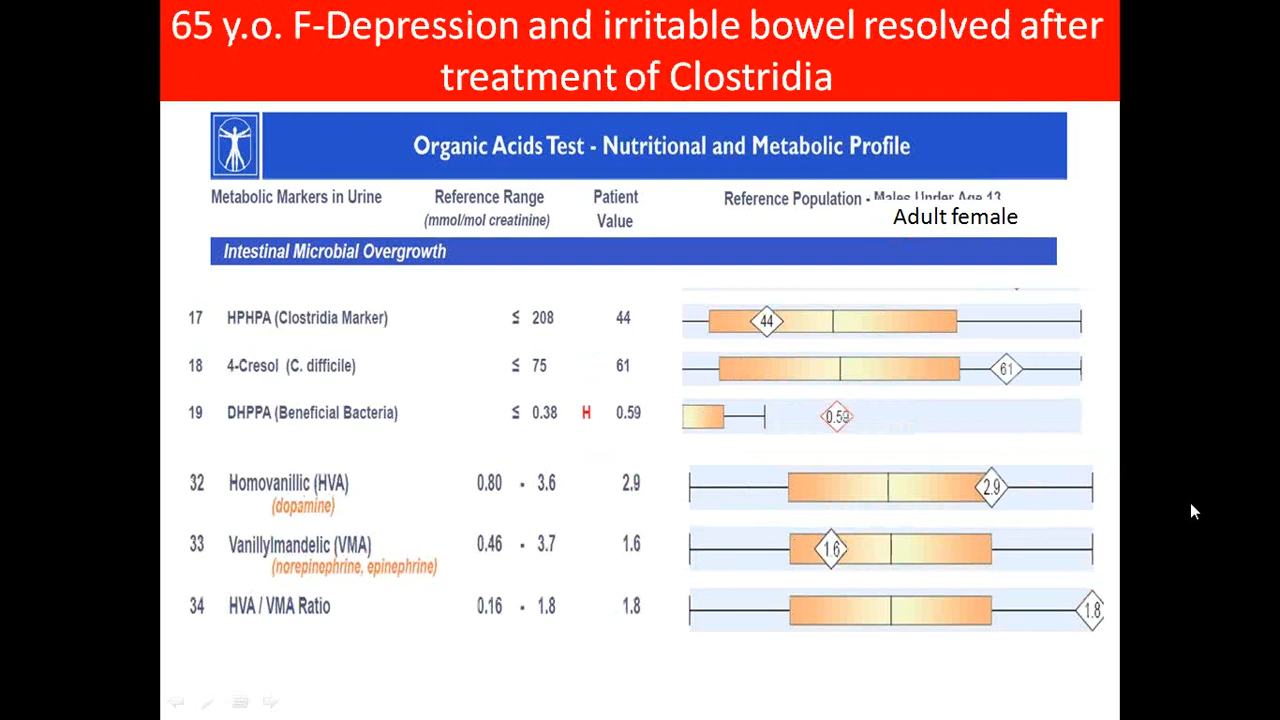 65 y.o. F-Depression and irritable bowel resolved after
treatment of Clostridia
Organic Acids Test - Nutritional and Metabolic Profile
Metabolic Markers in Urine Reference Range Patient Reference Population - Males Under Age 13
(mmol/mol creatinine) Value Adult female
Intestinal Microbial Overgrowth
17 HPHPA (Clostridia Marker) ≤ 208 44 44
18 4-Cresol (C. difficile) ≤ 75 61 61
19 DHPPA (Beneficial Bacteria) ≤ 0.38 H 0.59 0.59
32 Homovanillic (HVA) 0.80 - 3.6 2.9 2.9
(dopamine)
33 Vanillylmandelic (VMA) 0.46 - 3.7 1.6 1.6
(norepinephrine, epinephrine)
34 HVA / VMA Ratio 0.16 - 1.8 1.8 1.8